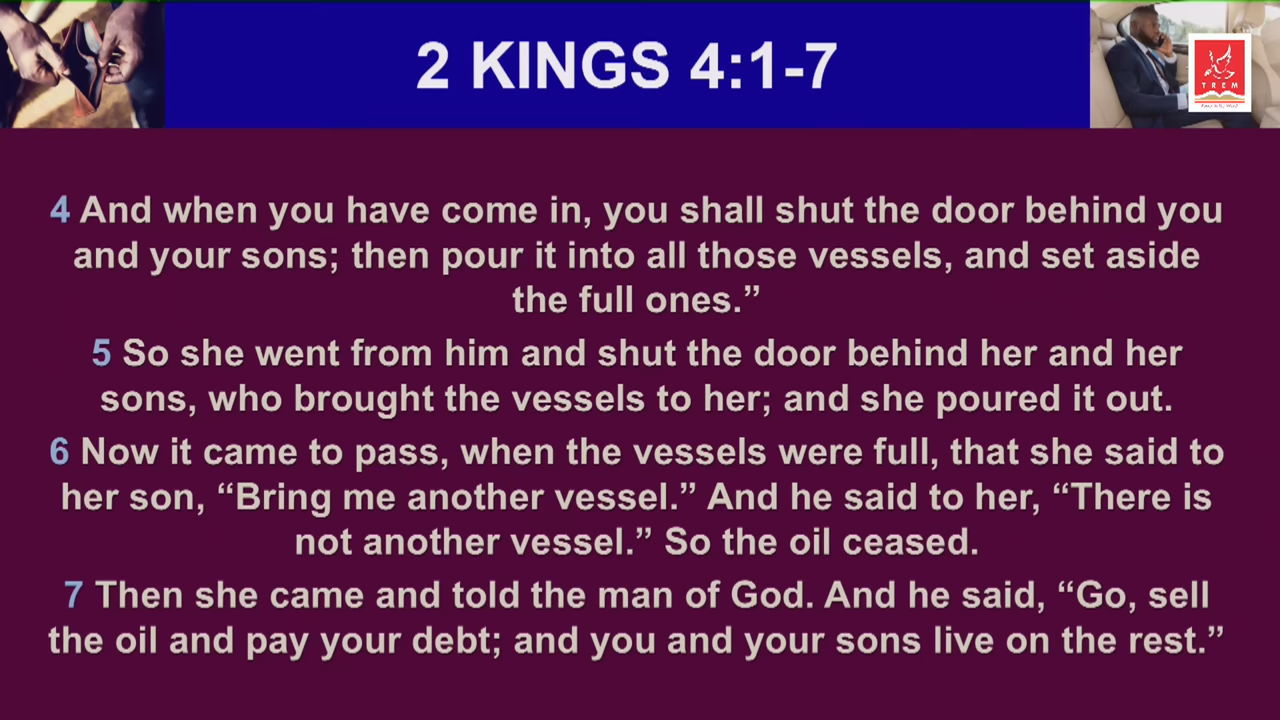 2 KINGS 4:1-7
TREM
4 And when you have come in, you shall shut the door behind you
and your sons; then pour it into all those vessels, and set aside
the full ones.”
5 So she went from him and shut the door behind her and her
sons, who brought the vessels to her; and she poured it out.
6 Now it came to pass, when the vessels were full, that she said to
her son, “Bring me another vessel.” And he said to her, “There is
not another vessel.” So the oil ceased.
7 Then she came and told the man of God. And he said, “Go, sell
the oil and pay your debt; and you and your sons live on the rest.”